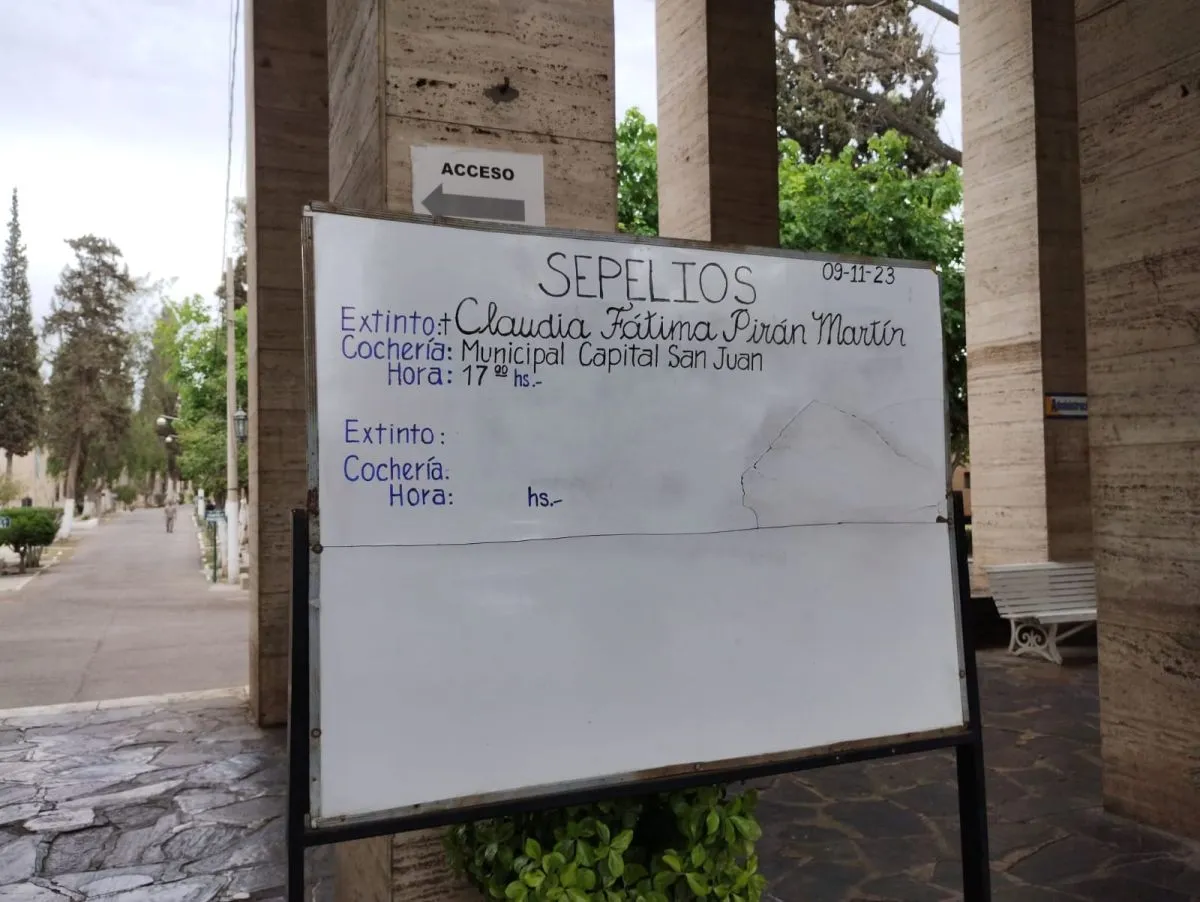 ACCESO
SEPELIOS
09-11-23
Extinto:+ Claudia Fátima Pirán Martín
Cochería: Municipal Capital San Juan
Hora: 17 00 hs.-
Extinto:
Cochería:
Hora: hs.-